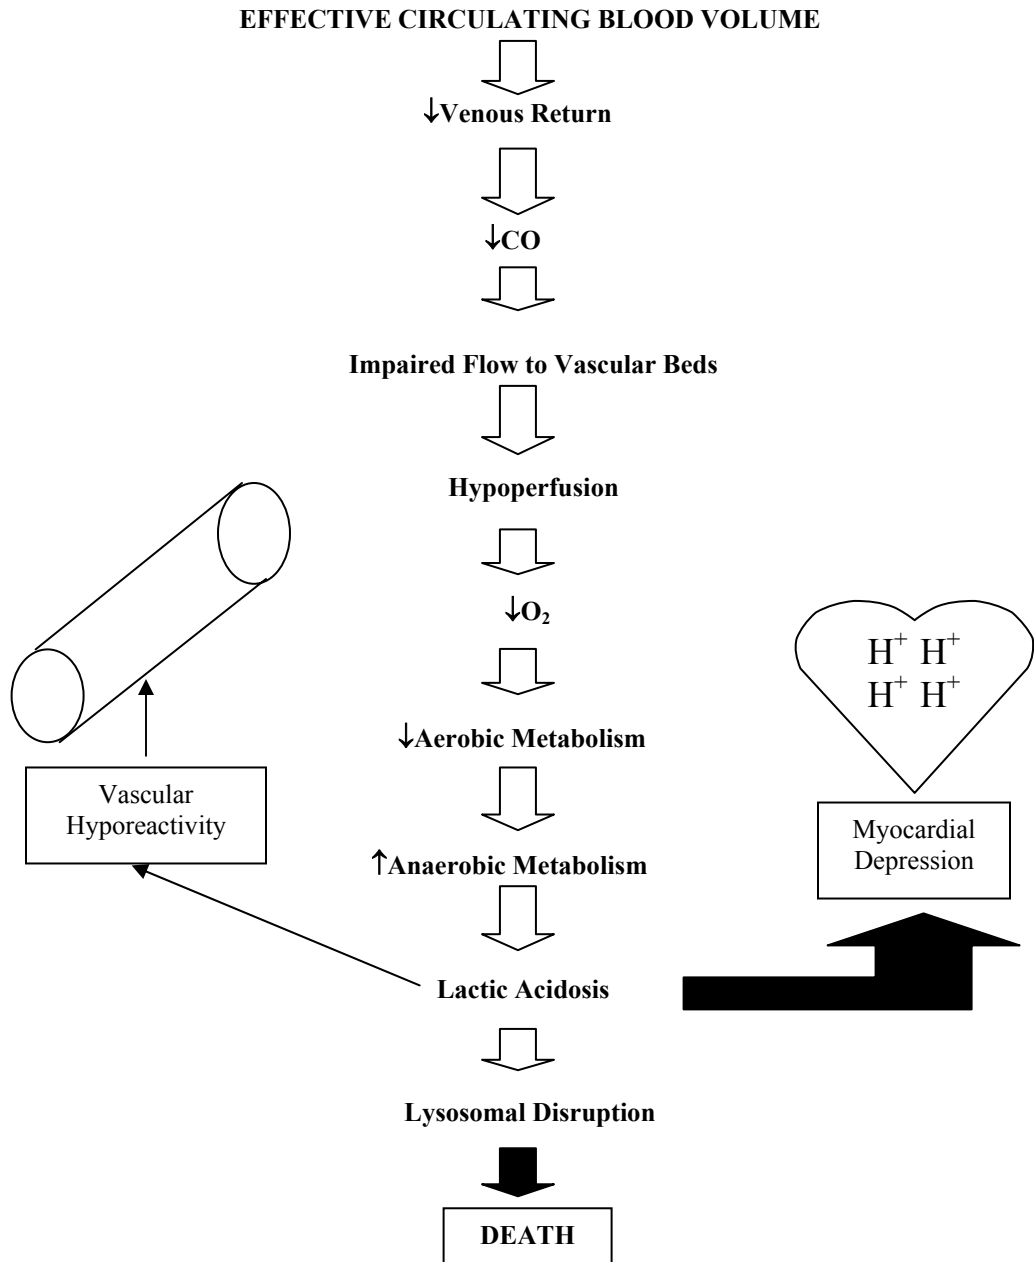 EFFECTIVE CIRCULATING BLOOD VOLUME
↓Venous Return
↓CO
Impaired Flow to Vascular Beds
Hypoperfusion
↓O₂
H⁺ H⁺
H⁺ H⁺
↓Aerobic Metabolism
Vascular
Hyporeactivity
Myocardial
Depression
↑Anaerobic Metabolism
Lactic Acidosis
Lysosomal Disruption
DEATH